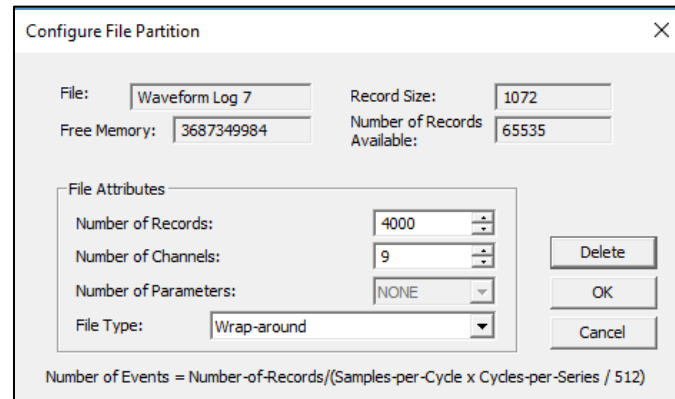 Configure File Partition
File: Waveform Log 7 Record Size: 1072
Free Memory: 3687349984 Number of Records Available: 65535
File Attributes
Number of Records: 4000
Number of Channels: 9
Number of Parameters: NONE
File Type: Wrap-around
Delete
OK
Cancel
Number of Events = Number-of-Records/(Samples-per-Cycle x Cycles-per-Series / 512)